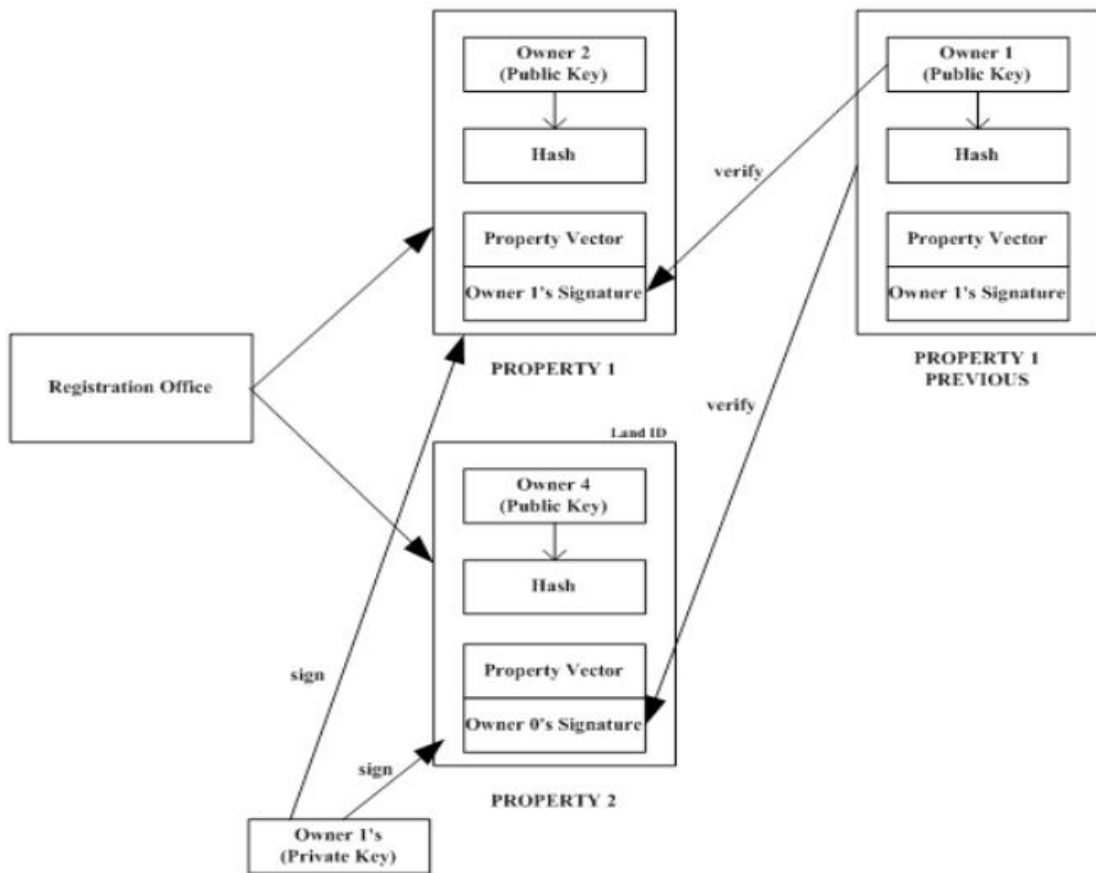 Owner 2
(Public Key)
Hash
Property Vector
Owner 1's Signature
PROPERTY 1
Owner 1
(Public Key)
Hash
Property Vector
Owner 1's Signature
PROPERTY 1
PREVIOUS
verify
verify
Registration Office
Land ID
Owner 4
(Public Key)
Hash
Property Vector
Owner 0's Signature
PROPERTY 2
sign
sign
Owner 1's
(Private Key)